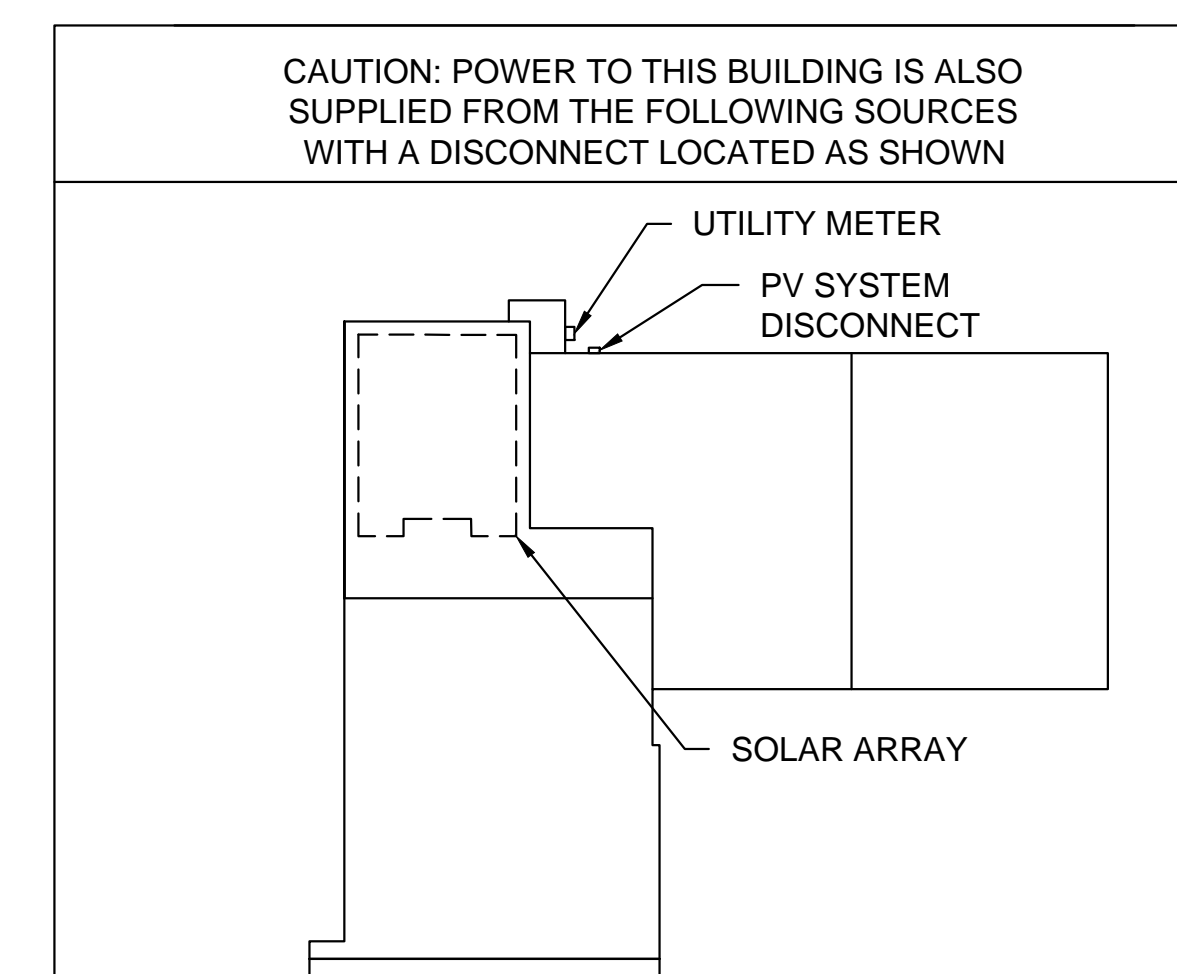 CAUTION: POWER TO THIS BUILDING IS ALSO
SUPPLIED FROM THE FOLLOWING SOURCES
WITH A DISCONNECT LOCATED AS SHOWN
UTILITY METER
PV SYSTEM
DISCONNECT
SOLAR ARRAY